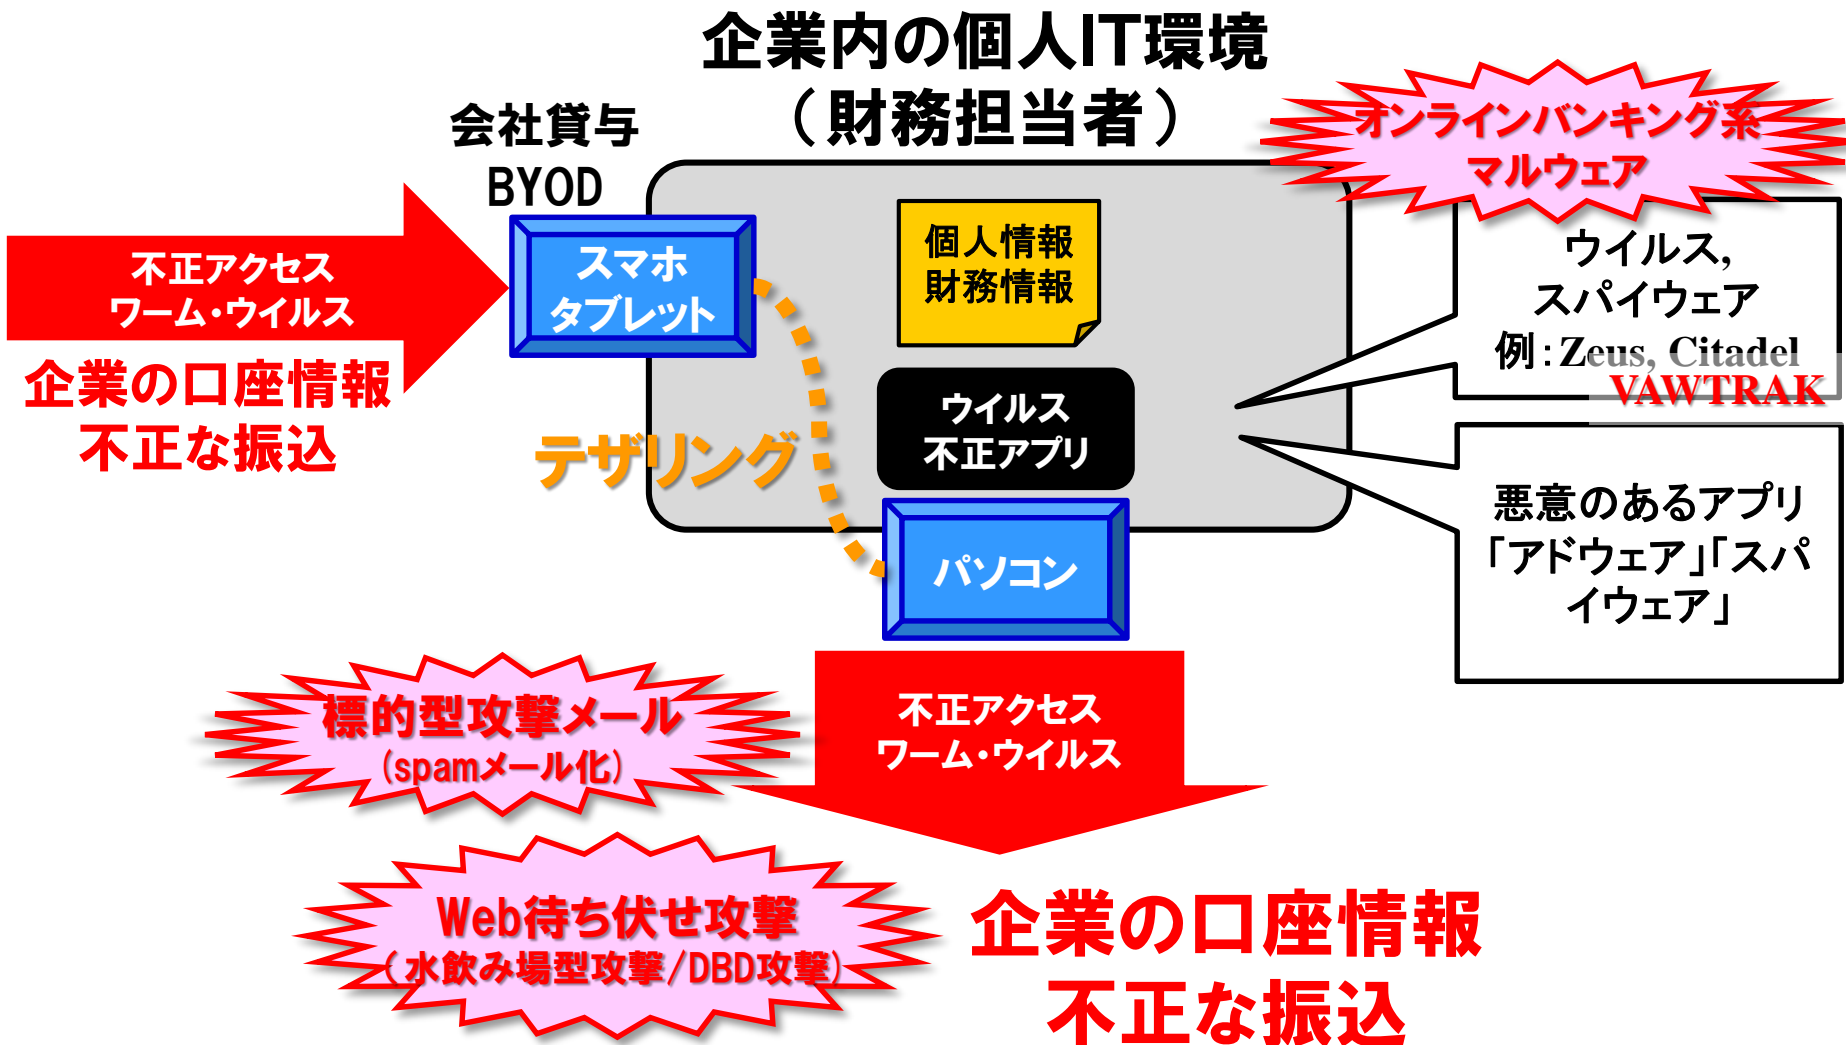 企業内の個人IT環境
（財務担当者）
会社貸与
BYOD
オンラインバンキング系
マルウェア
不正アクセス
ワーム・ウイルス
スマホ
タブレット
個人情報
財務情報
ウイルス,
スパイウェア
例：Zeus, Citadel
VAWTRAK
企業の口座情報
不正な振込
テザリング
ウイルス
不正アプリ
悪意のあるアプリ
「アドウェア」「スパ
イウェア」
パソコン
標的型攻撃メール
(spamメール化)
不正アクセス
ワーム・ウイルス
Web待ち伏せ攻撃
(水飲み場型攻撃/DBD攻撃)
企業の口座情報
不正な振込